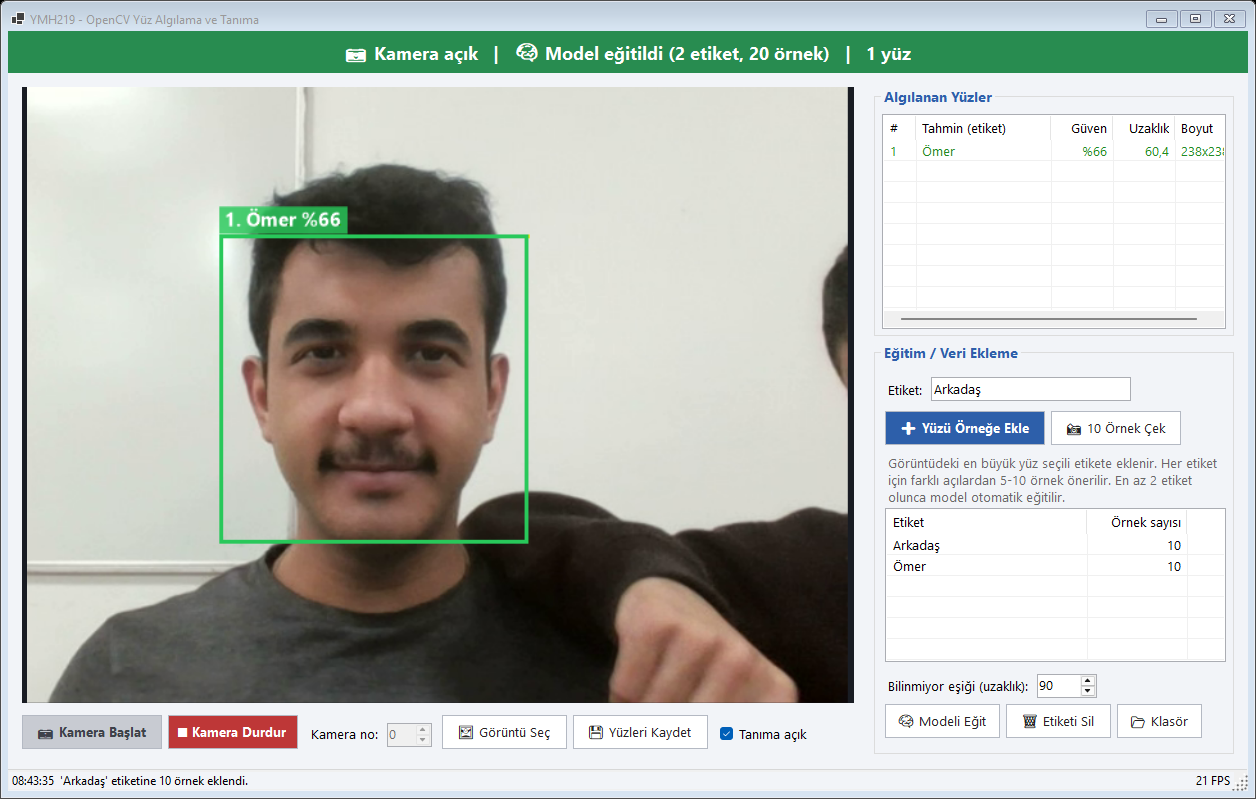 YMH219 - OpenCV Yüz Algılama ve Tanıma
Kamera açık | Model eğitildi (2 etiket, 20 örnek) | 1 yüz
1. Ömer %66
Algılanan Yüzler
# Tahmin (etiket) Güven Uzaklık Boyut
1 Ömer %66 60,4 238x238
Eğitim / Veri Ekleme
Etiket: Arkadaş
Yüzü Örneğe Ekle 10 Örnek Çek
Görüntüdeki en büyük yüz seçili etikete eklenir. Her etiket
için farklı açılardan 5-10 örnek önerilir. En az 2 etiket
olunca model otomatik eğitilir.
Etiket Örnek sayısı
Arkadaş 10
Ömer 10
Bilinmiyor eşiği (uzaklık): 90
Modeli Eğit Etiketi Sil Klasör
Kamera Başlat Kamera Durdur Kamera no: 0 Görüntü Seç Yüzleri Kaydet Tanıma açık
08:43:35 'Arkadaş' etiketine 10 örnek eklendi. 21 FPS